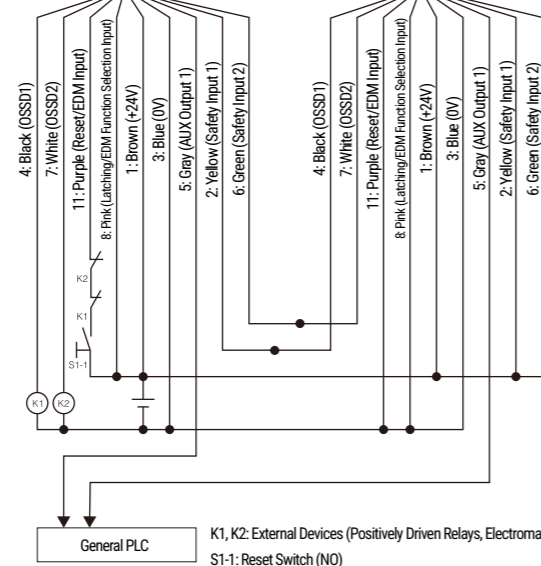 4: Black (OSSD1)
7: White (OSSD2)
11: Purple (Reset/EDM Input)
8: Pink (Latching/EDM Function Selection Input)
1: Brown (+24V)
3: Blue (0V)
5: Gray (AUX Output 1)
2: Yellow (Safety Input 1)
6: Green (Safety Input 2)
4: Black (OSSD1)
7: White (OSSD2)
11: Purple (Reset/EDM Input)
8: Pink (Latching/EDM Function Selection Input)
1: Brown (+24V)
3: Blue (0V)
5: Gray (AUX Output 1)
2: Yellow (Safety Input 1)
6: Green (Safety Input 2)
K2
K1
S1-1
K1
K2
General PLC
K1, K2: External Devices (Positively Driven Relays, Electroma
S1-1: Reset Switch (NO)